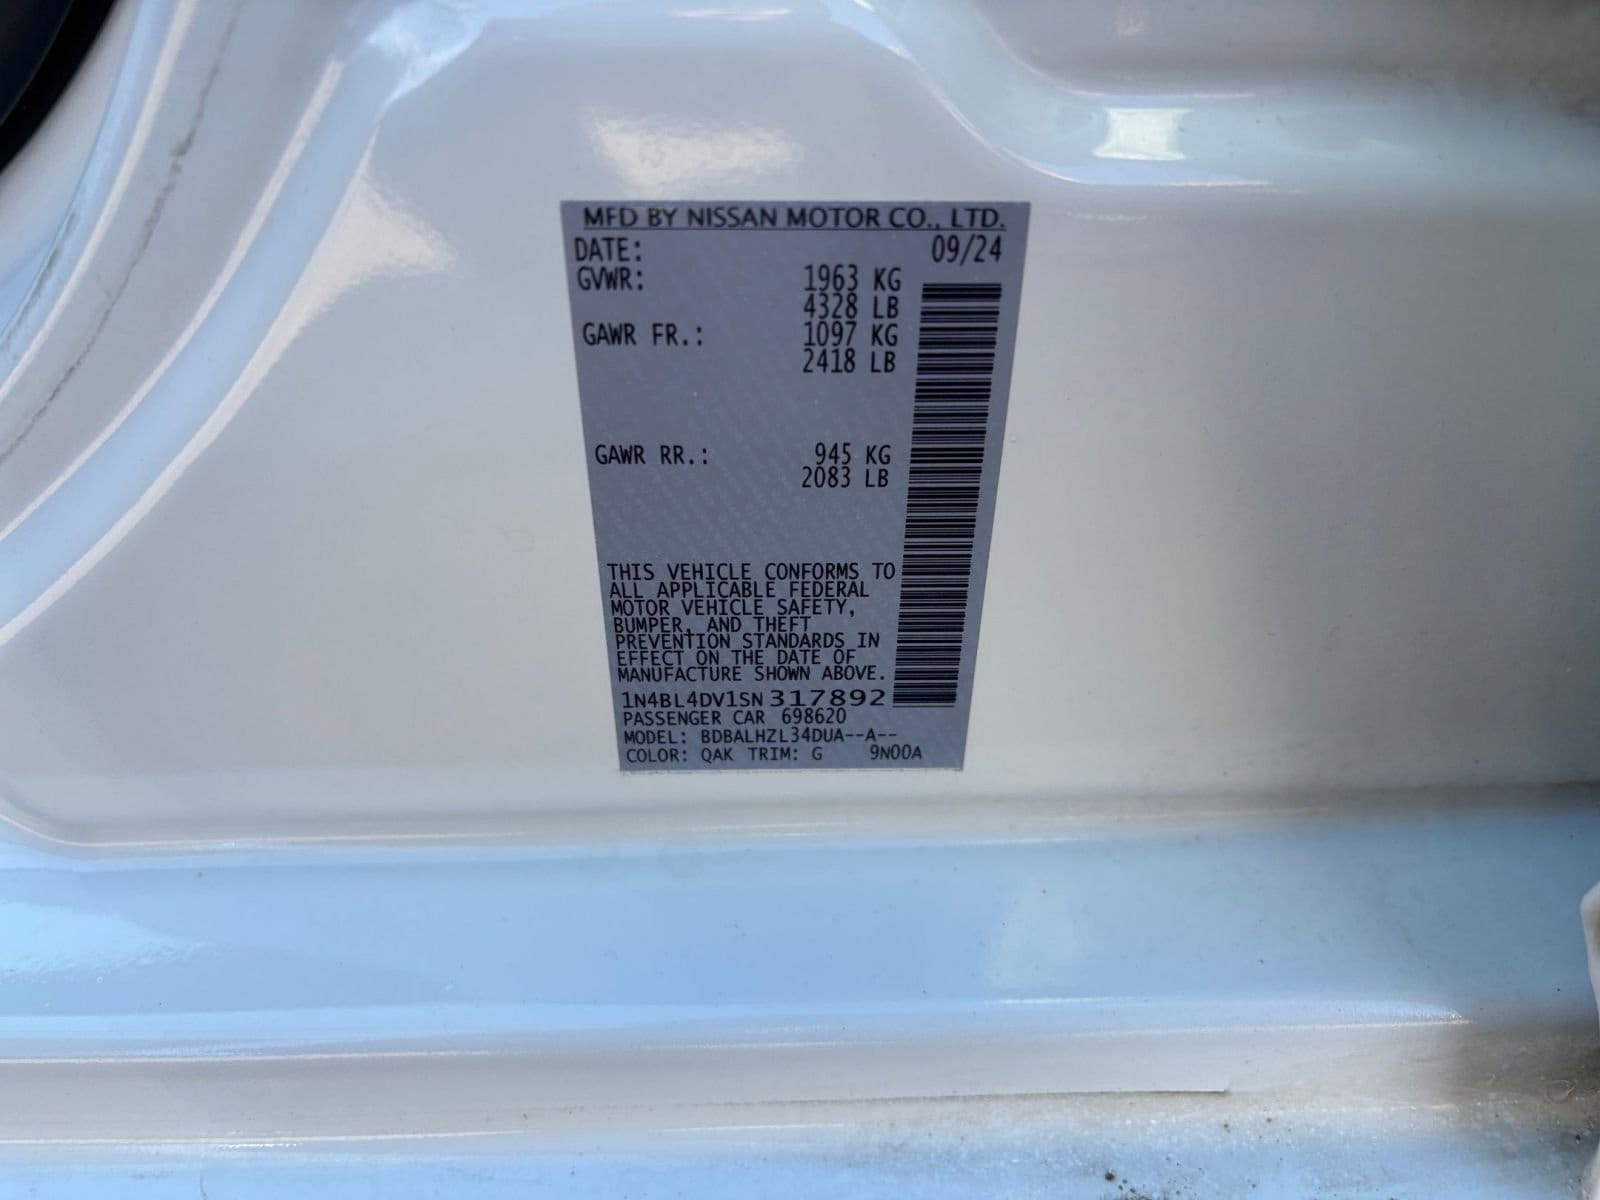 MFD BY NISSAN MOTOR CO., LTD.
DATE: 09/24
GVWR: 1963 KG
4328 LB
GAWR FR.: 1097 KG
2418 LB
GAWR RR.: 945 KG
2083 LB
THIS VEHICLE CONFORMS TO
ALL APPLICABLE FEDERAL
MOTOR VEHICLE SAFETY,
BUMPER, AND THEFT
PREVENTION STANDARDS IN
EFFECT ON THE DATE OF
MANUFACTURE SHOWN ABOVE.
1N4BL4DV1SN317892
PASSENGER CAR 698620
MODEL: BDBALHZL34DUA--A--
COLOR: QAK TRIM: G 9N00A